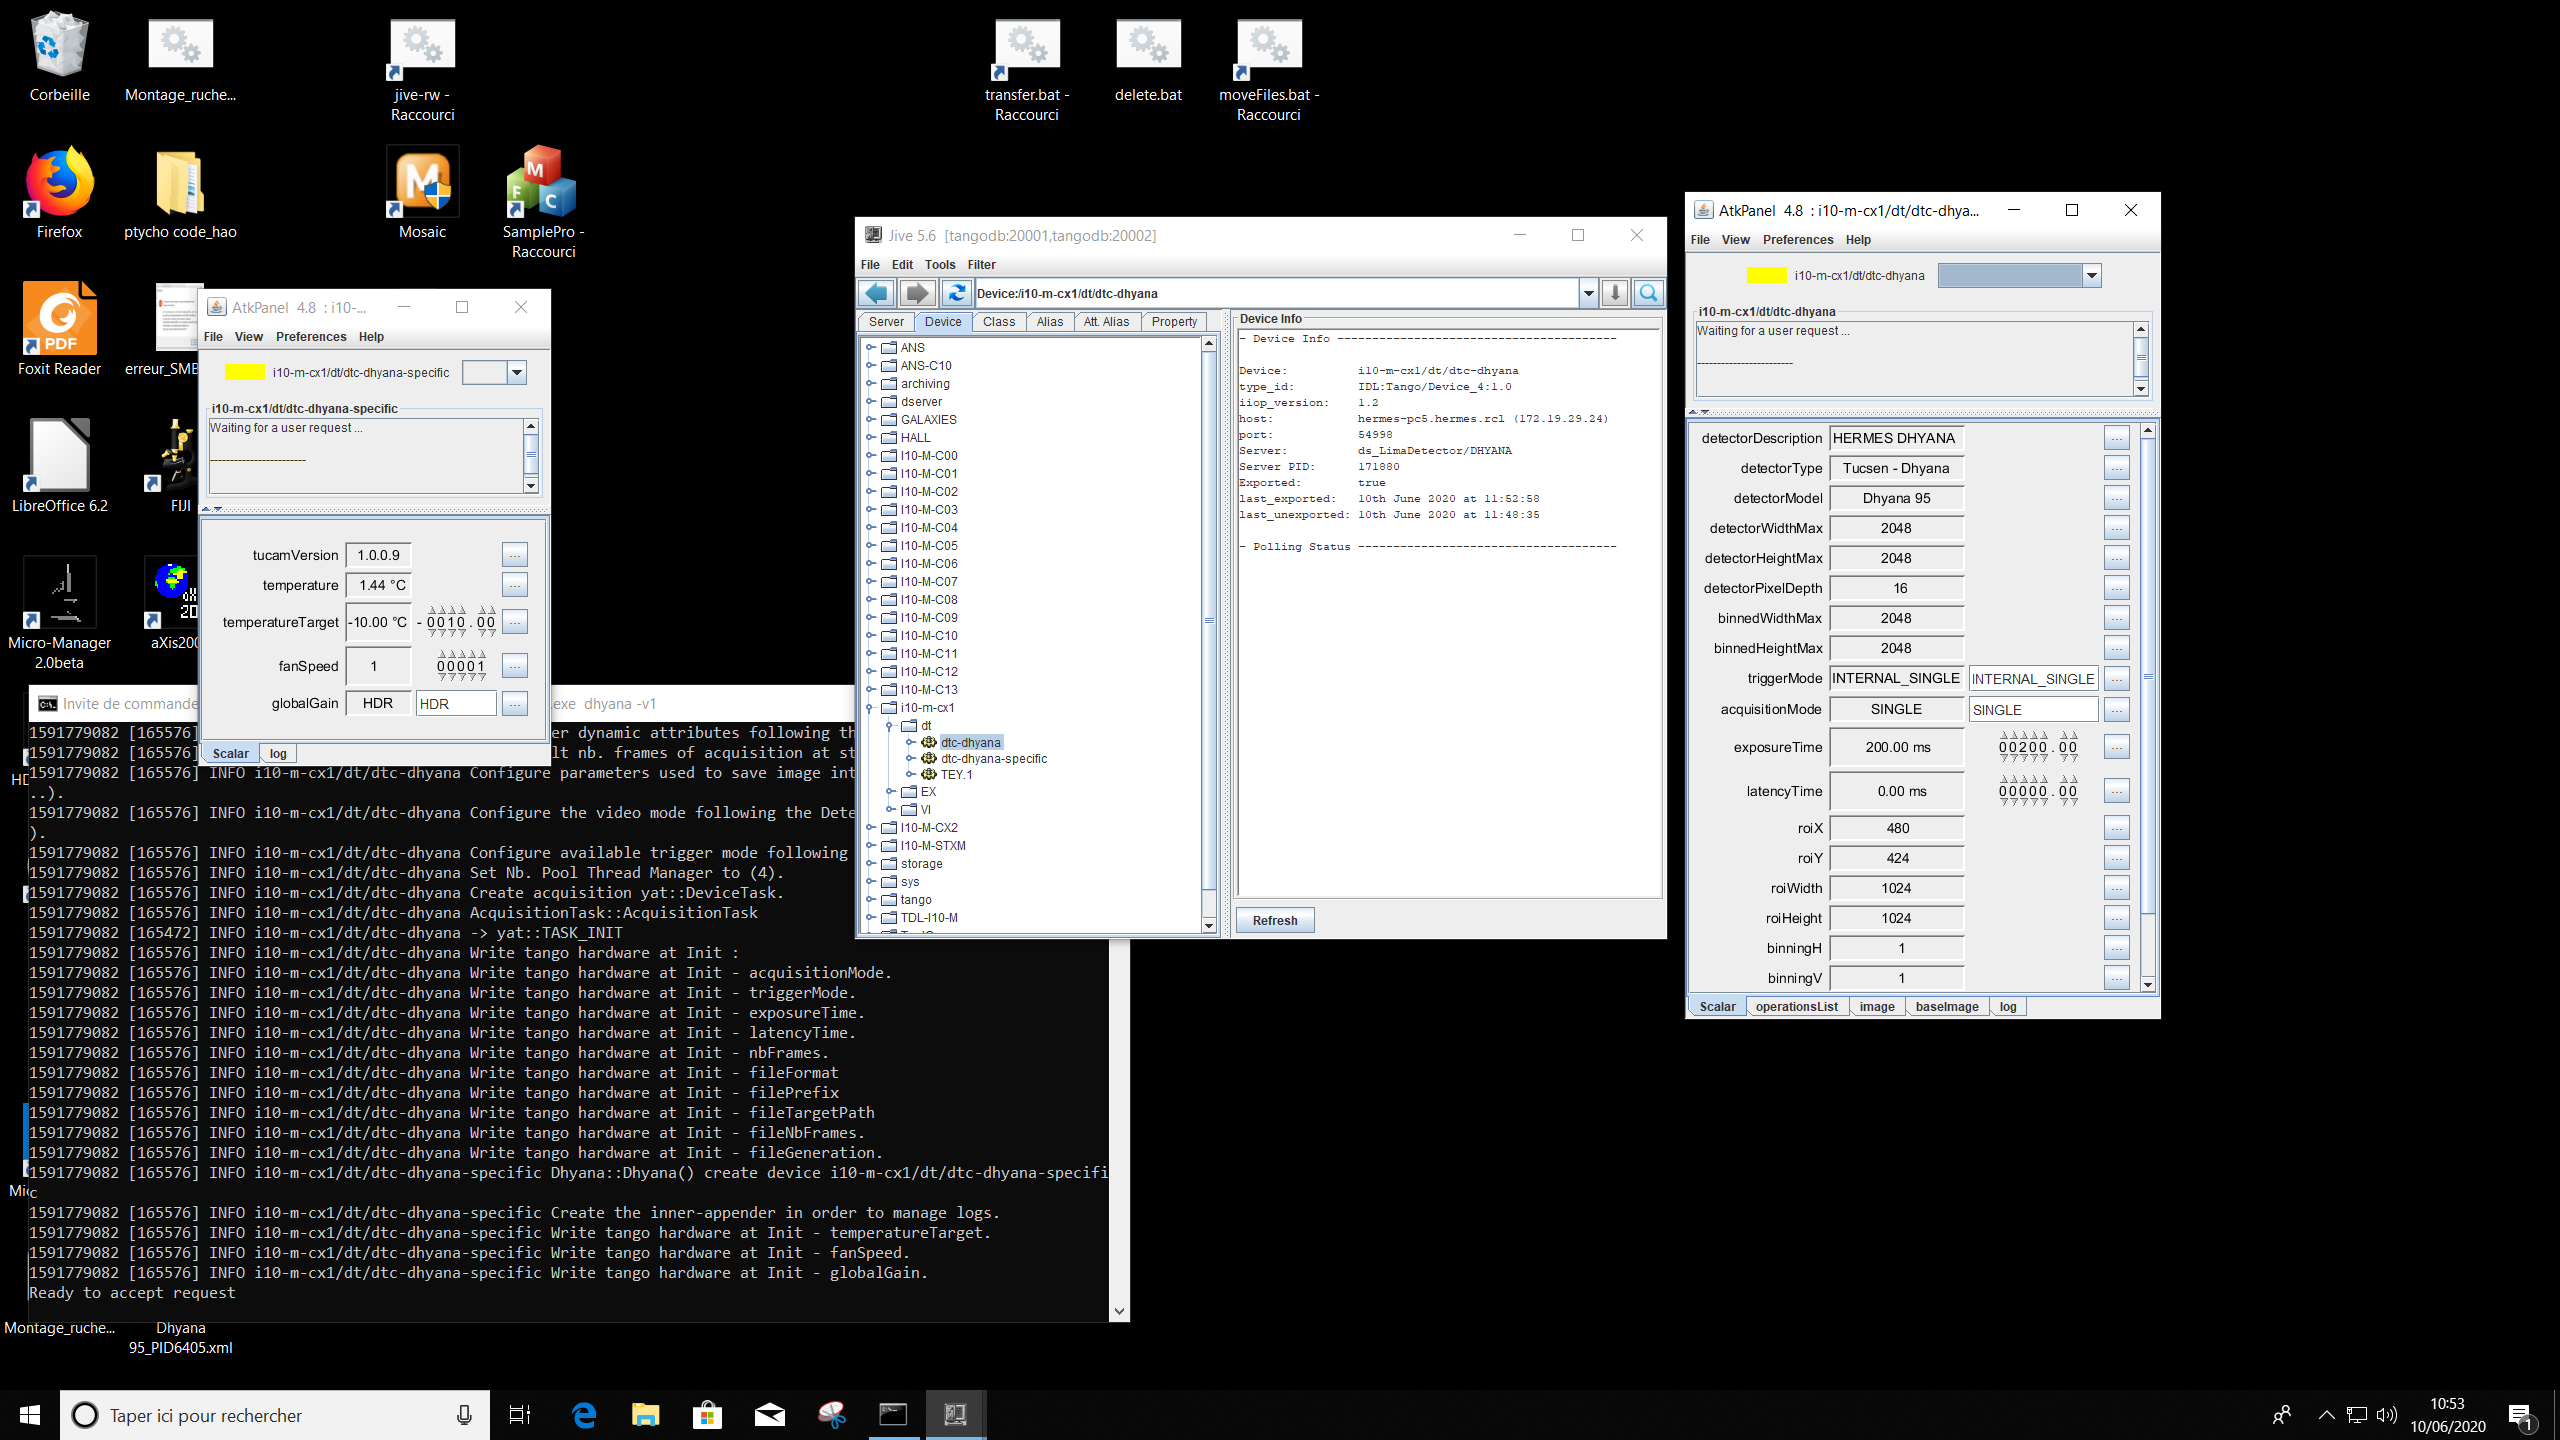 Corbeille
Montage_ruche...
jive-rw -
Raccourci
transfer.bat -
Raccourci
delete.bat
moveFiles.bat -
Raccourci
Firefox
ptycho code_hao
Mosaic
SamplePro -
Raccourci
Foxit Reader
erreur_SMB
LibreOffice 6.2
FIJI
Micro-Manager
2.0beta
aXis200
Montage_ruche...
Dhyana
95_PID6405.xml
AtkPanel 4.8 : i10-...
File View Preferences Help
i10-m-cx1/dt/dtc-dhyana-specific
i10-m-cx1/dt/dtc-dhyana-specific
Waiting for a user request ...
------------------------
tucamVersion 1.0.0.9 ...
temperature 1.44 °C ...
temperatureTarget -10.00 °C -0010.00 ...
fanSpeed 1 00001 ...
globalGain HDR HDR ...
Scalar log
Invite de commande
.exe dhyana -v1
1591779082 [165576]
er dynamic attributes following th
1591779082 [165576]
lt nb. frames of acquisition at st
1591779082 [165576] INFO i10-m-cx1/dt/dtc-dhyana Configure parameters used to save image int
..).
1591779082 [165576] INFO i10-m-cx1/dt/dtc-dhyana Configure the video mode following the Dete
).
1591779082 [165576] INFO i10-m-cx1/dt/dtc-dhyana Configure available trigger mode following
1591779082 [165576] INFO i10-m-cx1/dt/dtc-dhyana Set Nb. Pool Thread Manager to (4).
1591779082 [165576] INFO i10-m-cx1/dt/dtc-dhyana Create acquisition yat::DeviceTask.
1591779082 [165576] INFO i10-m-cx1/dt/dtc-dhyana AcquisitionTask::AcquisitionTask
1591779082 [165472] INFO i10-m-cx1/dt/dtc-dhyana -> yat::TASK_INIT
1591779082 [165576] INFO i10-m-cx1/dt/dtc-dhyana Write tango hardware at Init :
1591779082 [165576] INFO i10-m-cx1/dt/dtc-dhyana Write tango hardware at Init - acquisitionMode.
1591779082 [165576] INFO i10-m-cx1/dt/dtc-dhyana Write tango hardware at Init - triggerMode.
1591779082 [165576] INFO i10-m-cx1/dt/dtc-dhyana Write tango hardware at Init - exposureTime.
1591779082 [165576] INFO i10-m-cx1/dt/dtc-dhyana Write tango hardware at Init - latencyTime.
1591779082 [165576] INFO i10-m-cx1/dt/dtc-dhyana Write tango hardware at Init - nbFrames.
1591779082 [165576] INFO i10-m-cx1/dt/dtc-dhyana Write tango hardware at Init - fileFormat
1591779082 [165576] INFO i10-m-cx1/dt/dtc-dhyana Write tango hardware at Init - filePrefix
1591779082 [165576] INFO i10-m-cx1/dt/dtc-dhyana Write tango hardware at Init - fileTargetPath
1591779082 [165576] INFO i10-m-cx1/dt/dtc-dhyana Write tango hardware at Init - fileNbFrames.
1591779082 [165576] INFO i10-m-cx1/dt/dtc-dhyana Write tango hardware at Init - fileGeneration.
1591779082 [165576] INFO i10-m-cx1/dt/dtc-dhyana-specific Dhyana::Dhyana() create device i10-m-cx1/dt/dtc-dhyana-specifi
c
1591779082 [165576] INFO i10-m-cx1/dt/dtc-dhyana-specific Create the inner-appender in order to manage logs.
1591779082 [165576] INFO i10-m-cx1/dt/dtc-dhyana-specific Write tango hardware at Init - temperatureTarget.
1591779082 [165576] INFO i10-m-cx1/dt/dtc-dhyana-specific Write tango hardware at Init - fanSpeed.
1591779082 [165576] INFO i10-m-cx1/dt/dtc-dhyana-specific Write tango hardware at Init - globalGain.
Ready to accept request
Jive 5.6 [tangodb:20001,tangodb:20002]
File Edit Tools Filter
Device:/i10-m-cx1/dt/dtc-dhyana
Server Device Class Alias Att. Alias Property
ANS
ANS-C10
archiving
dserver
GALAXIES
HALL
I10-M-C00
I10-M-C01
I10-M-C02
I10-M-C03
I10-M-C04
I10-M-C05
I10-M-C06
I10-M-C07
I10-M-C08
I10-M-C09
I10-M-C10
I10-M-C11
I10-M-C12
I10-M-C13
i10-m-cx1
dt
dtc-dhyana
dtc-dhyana-specific
TEY.1
EX
VI
I10-M-CX2
I10-M-STXM
storage
sys
tango
TDL-I10-M
Device Info
- Device Info ----------------------------------------
Device: i10-m-cx1/dt/dtc-dhyana
type_id: IDL:Tango/Device_4:1.0
iiop_version: 1.2
host: hermes-pc5.hermes.rcl (172.19.29.24)
port: 54998
Server: ds_LimaDetector/DHYANA
Server PID: 171880
Exported: true
last_exported: 10th June 2020 at 11:52:58
last_unexported: 10th June 2020 at 11:48:35
- Polling Status -------------------------------------
Refresh
AtkPanel 4.8 : i10-m-cx1/dt/dtc-dhya...
File View Preferences Help
i10-m-cx1/dt/dtc-dhyana
i10-m-cx1/dt/dtc-dhyana
Waiting for a user request ...
------------------------
detectorDescription HERMES DHYANA ...
detectorType Tucsen - Dhyana ...
detectorModel Dhyana 95 ...
detectorWidthMax 2048 ...
detectorHeightMax 2048 ...
detectorPixelDepth 16 ...
binnedWidthMax 2048 ...
binnedHeightMax 2048 ...
triggerMode INTERNAL_SINGLE INTERNAL_SINGLE ...
acquisitionMode SINGLE SINGLE ...
exposureTime 200.00 ms 00200.00 ...
latencyTime 0.00 ms 00000.00 ...
roiX 480 ...
roiY 424 ...
roiWidth 1024 ...
roiHeight 1024 ...
binningH 1 ...
binningV 1 ...
Scalar operationsList image baseImage log
Taper ici pour rechercher
10:53
10/06/2020
1